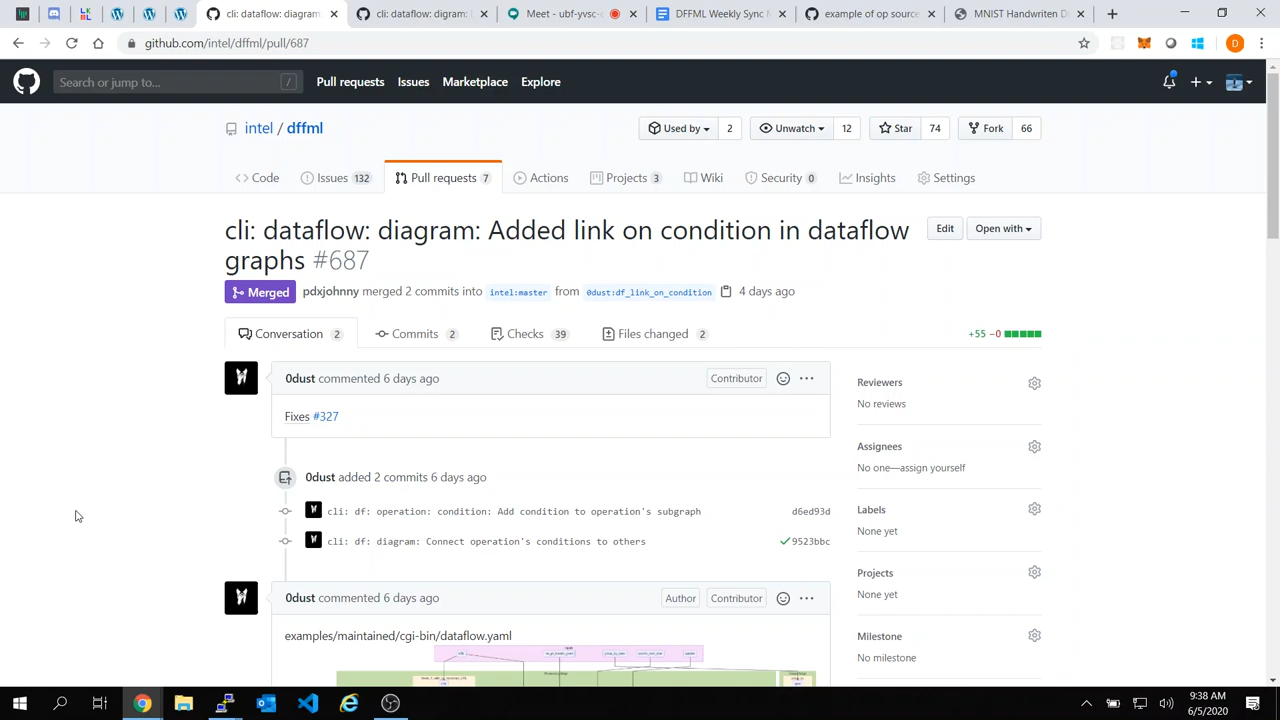 cli: dataflow: diagram:
cli: dataflow: digram:
Meet - ubf-yvsc-
DFFML Weekly Sync M
example of op source
MNIST Handwriten D
github.com/intel/dffml/pull/687
D
Search or jump to...
/
Pull requests
Issues
Marketplace
Explore
intel / dffml
Used by
2
Unwatch
12
Star
74
Fork
66
Code
Issues 132
Pull requests 7
Actions
Projects 3
Wiki
Security 0
Insights
Settings
cli: dataflow: diagram: Added link on condition in dataflow
graphs #687
Edit
Open with
Merged
pdxjohnny merged 2 commits into intel:master from 0dust:df_link_on_condition 4 days ago
Conversation 2
Commits 2
Checks 39
Files changed 2
+55 −0
0dust commented 6 days ago
Contributor
Fixes #327
0dust added 2 commits 6 days ago
cli: df: operation: condition: Add condition to operation's subgraph
d6ed93d
cli: df: diagram: Connect operation's conditions to others
9523bbc
0dust commented 6 days ago
Author
Contributor
examples/maintained/cgi-bin/dataflow.yaml
Reviewers
No reviews
Assignees
No one—assign yourself
Labels
None yet
Projects
None yet
Milestone
No milestone
9:38 AM
6/5/2020